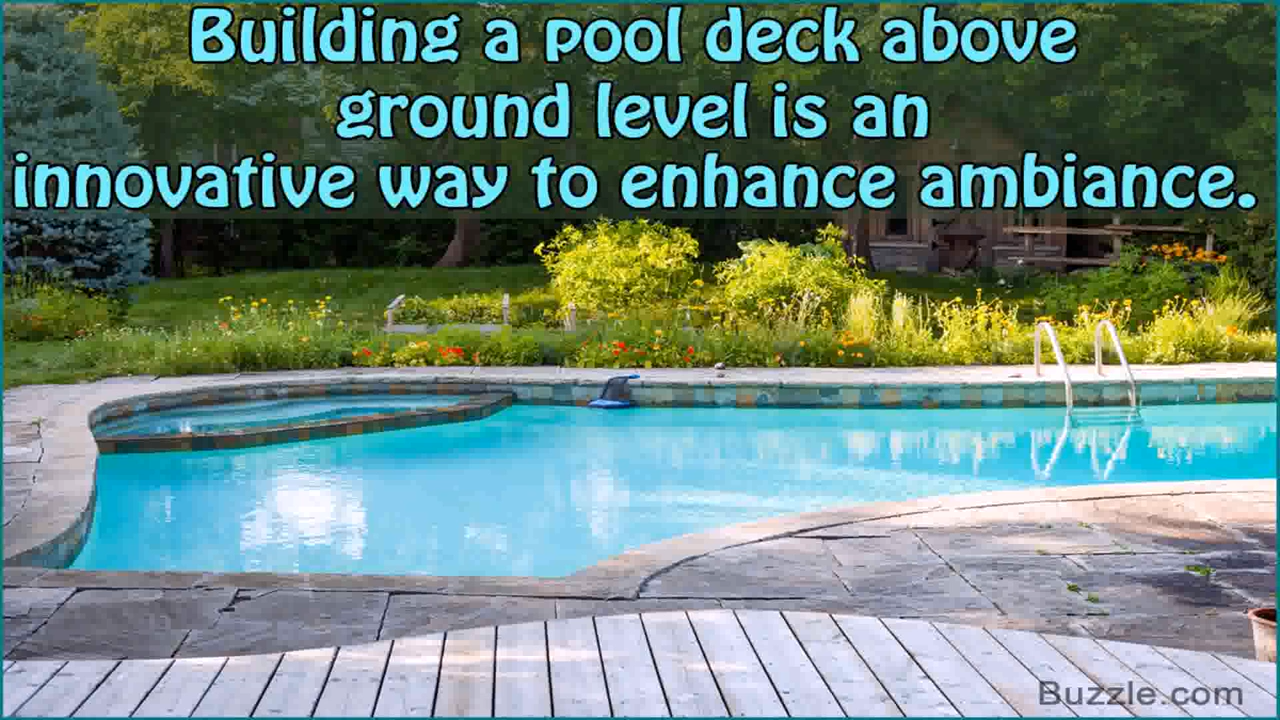 Building a pool deck above
ground level is an
innovative way to enhance ambiance.
Buzzle.com